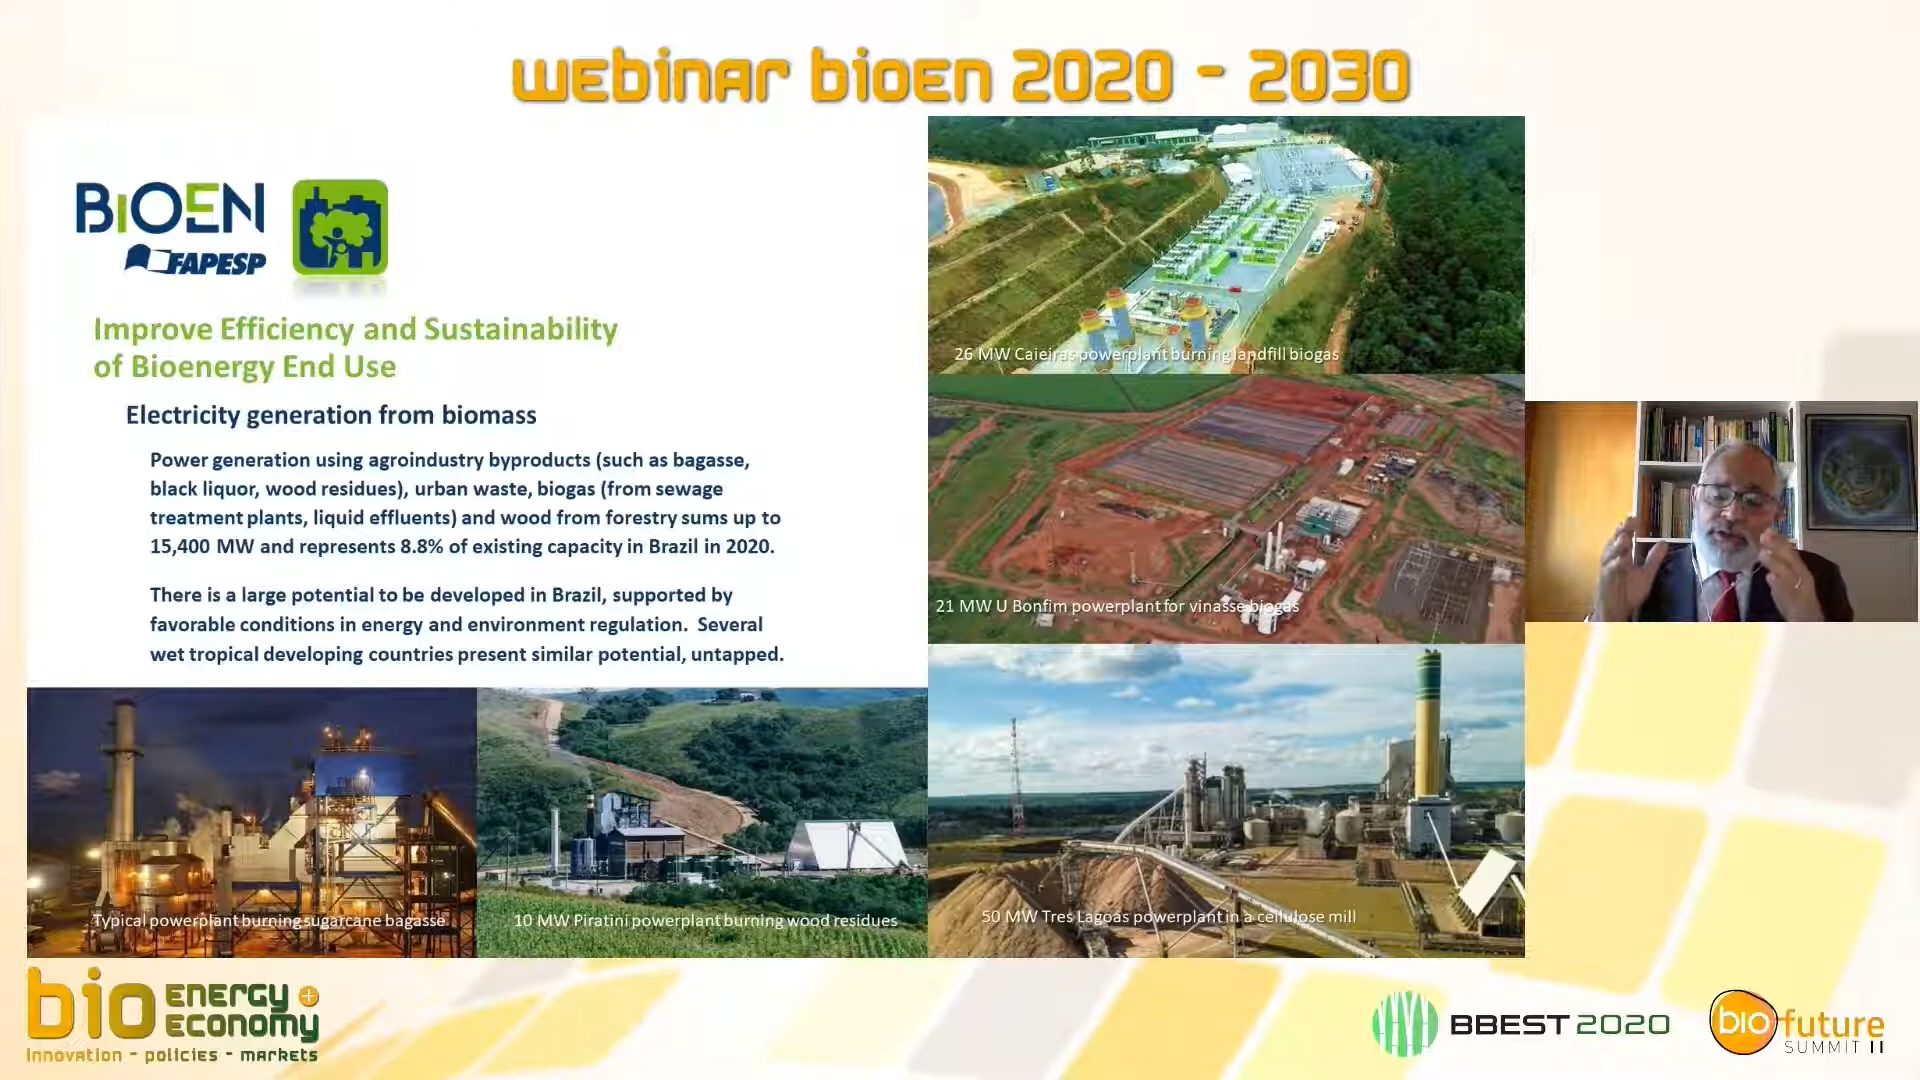 webinar bioen 2020 - 2030
BIOEN
FAPESP
Improve Efficiency and Sustainability
of Bioenergy End Use
Electricity generation from biomass
Power generation using agroindustry byproducts (such as bagasse,
black liquor, wood residues), urban waste, biogas (from sewage
treatment plants, liquid effluents) and wood from forestry sums up to
15,400 MW and represents 8.8% of existing capacity in Brazil in 2020.
There is a large potential to be developed in Brazil, supported by
favorable conditions in energy and environment regulation. Several
wet tropical developing countries present similar potential, untapped.
26 MW Caieiras powerplant burning landfill biogas
21 MW U Bonfim powerplant for vinasse biogas
Typical powerplant burning sugarcane bagasse
10 MW Piratini powerplant burning wood residues
50 MW Tres Lagoas powerplant in a cellulose mill
bio ENERGY +
ECONOMY
innovation - policies - markets
BBEST 2020
biofuture
SUMMIT II